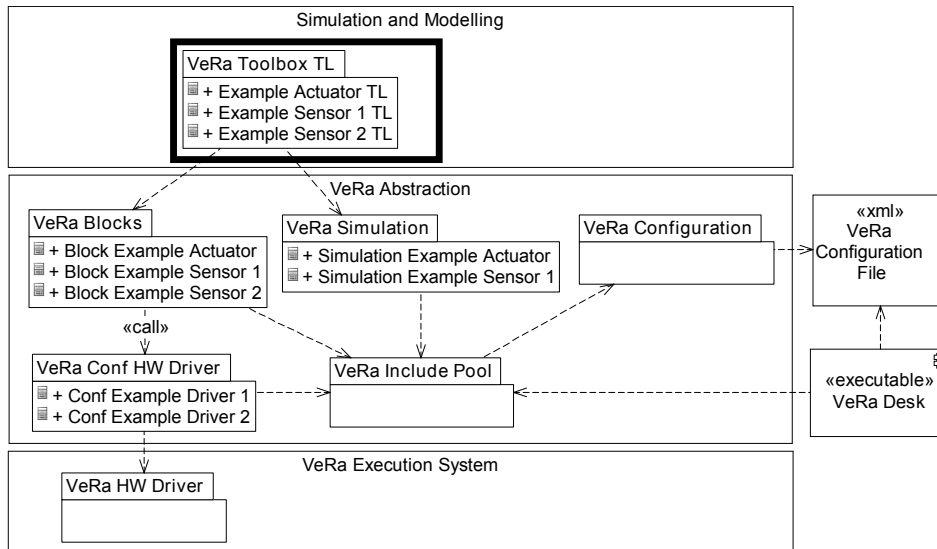 Simulation and Modelling
VeRa Toolbox TL
+ Example Actuator TL
+ Example Sensor 1 TL
+ Example Sensor 2 TL
VeRa Abstraction
VeRa Blocks
+ Block Example Actuator
+ Block Example Sensor 1
+ Block Example Sensor 2
VeRa Simulation
+ Simulation Example Actuator
+ Simulation Example Sensor 1
VeRa Configuration
«xml»
VeRa
Configuration
File
«call»
VeRa Conf HW Driver
+ Conf Example Driver 1
+ Conf Example Driver 2
VeRa Include Pool
«executable»
VeRa Desk
VeRa Execution System
VeRa HW Driver